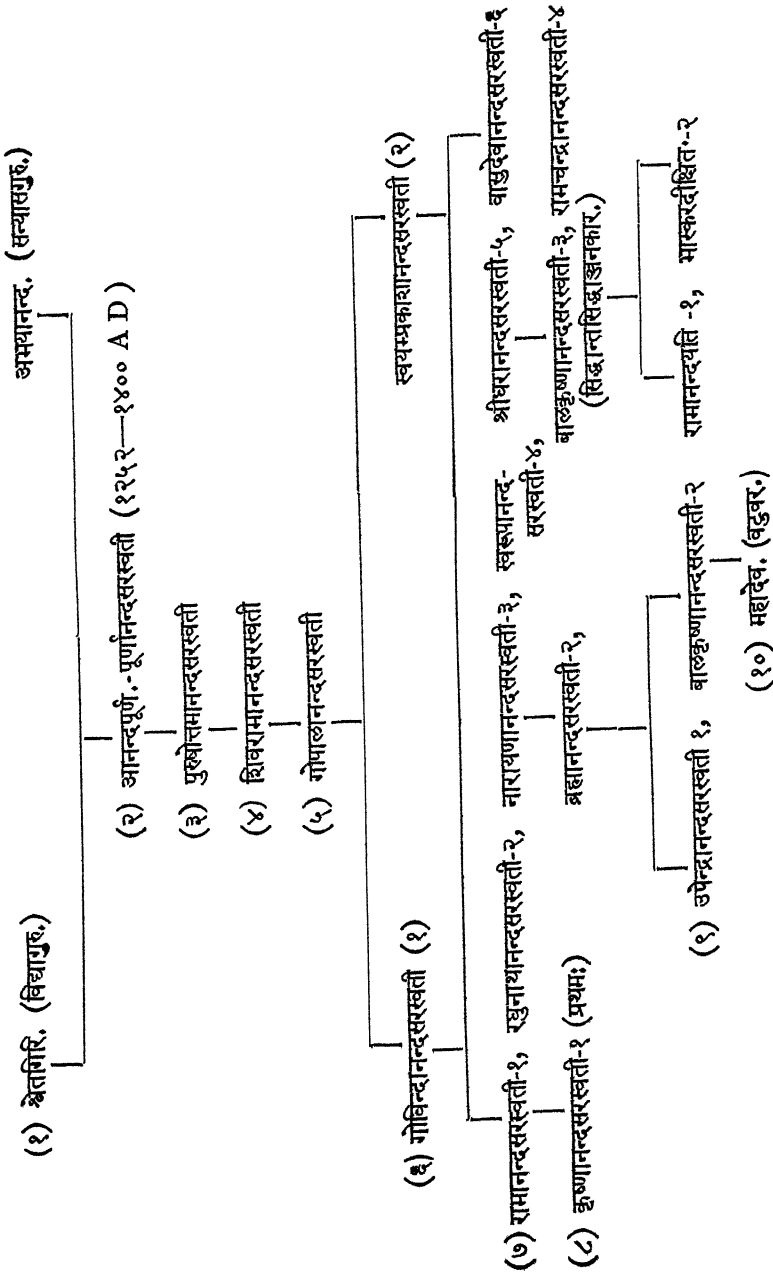 (१) श्वेतगिरि. (विद्यागुरु.) अभयानन्द. (सन्यासगुरु.)
(२) आनन्दपूर्ण.-पूर्णानन्दसरस्वती (१२५२—१४०० A D)
(३) पुरुषोत्तमानन्दसरस्वती
(४) शिवरामानन्दसरस्वती
(५) गोपालानन्दसरस्वती
(६) गोविन्दानन्दसरस्वती (१) स्वयम्प्रकाशानन्दसरस्वती (२)
(७) रामानन्दसरस्वती-१, रघुनाथानन्दसरस्वती-२, नारायणानन्दसरस्वती-३, स्वरूपानन्द-सरस्वती-४, श्रीधरानन्दसरस्वती-५, वासुदेवानन्दसरस्वती-६
(८) कृष्णानन्दसरस्वती-१ (प्रथमः) ब्रह्मानन्दसरस्वती-२, बालकृष्णानन्दसरस्वती-३, रामचन्द्रानन्दसरस्वती-४
(सिद्धान्तसिद्धाञ्जनकार.)
(९) उपेन्द्रानन्दसरस्वती १, बालकृष्णानन्दसरस्वती-२ रामानन्दयति -१, भास्करदीक्षित·-२
(१०) महादेव. (वटुवर.)